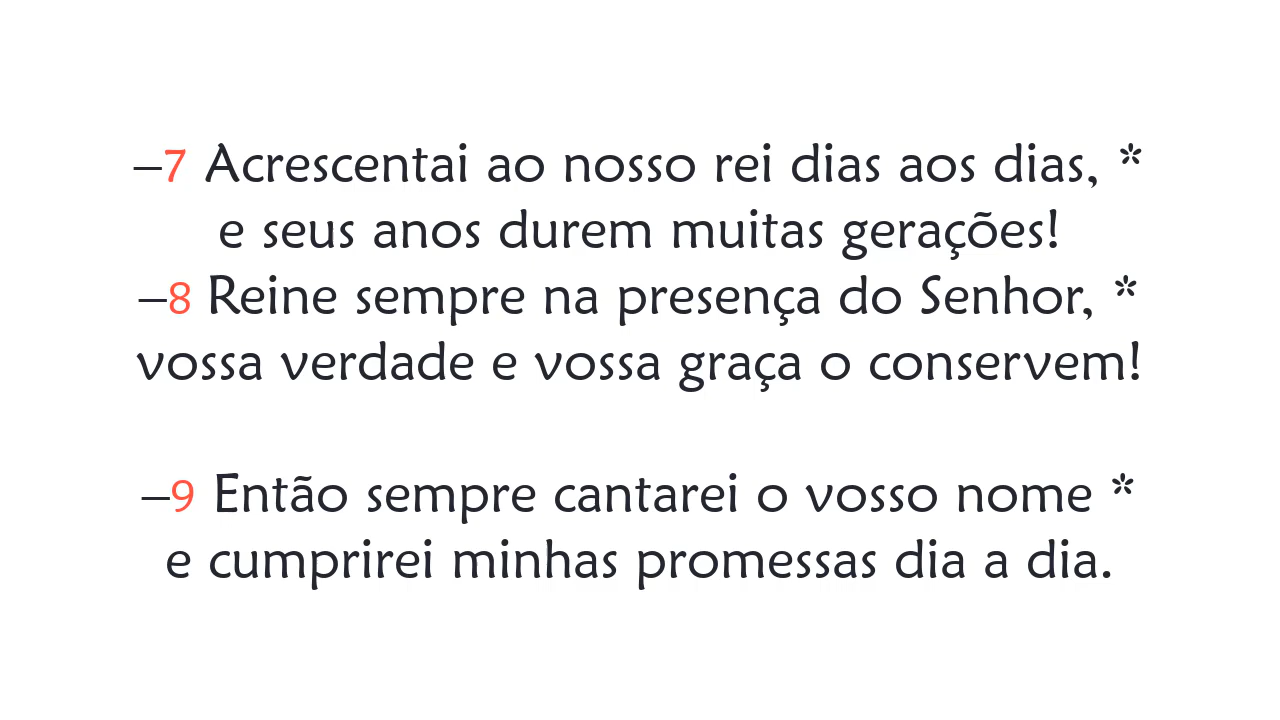 –7 Acrescentai ao nosso rei dias aos dias, *
e seus anos durem muitas gerações!
–8 Reine sempre na presença do Senhor, *
vossa verdade e vossa graça o conservem!
–9 Então sempre cantarei o vosso nome *
e cumprirei minhas promessas dia a dia.